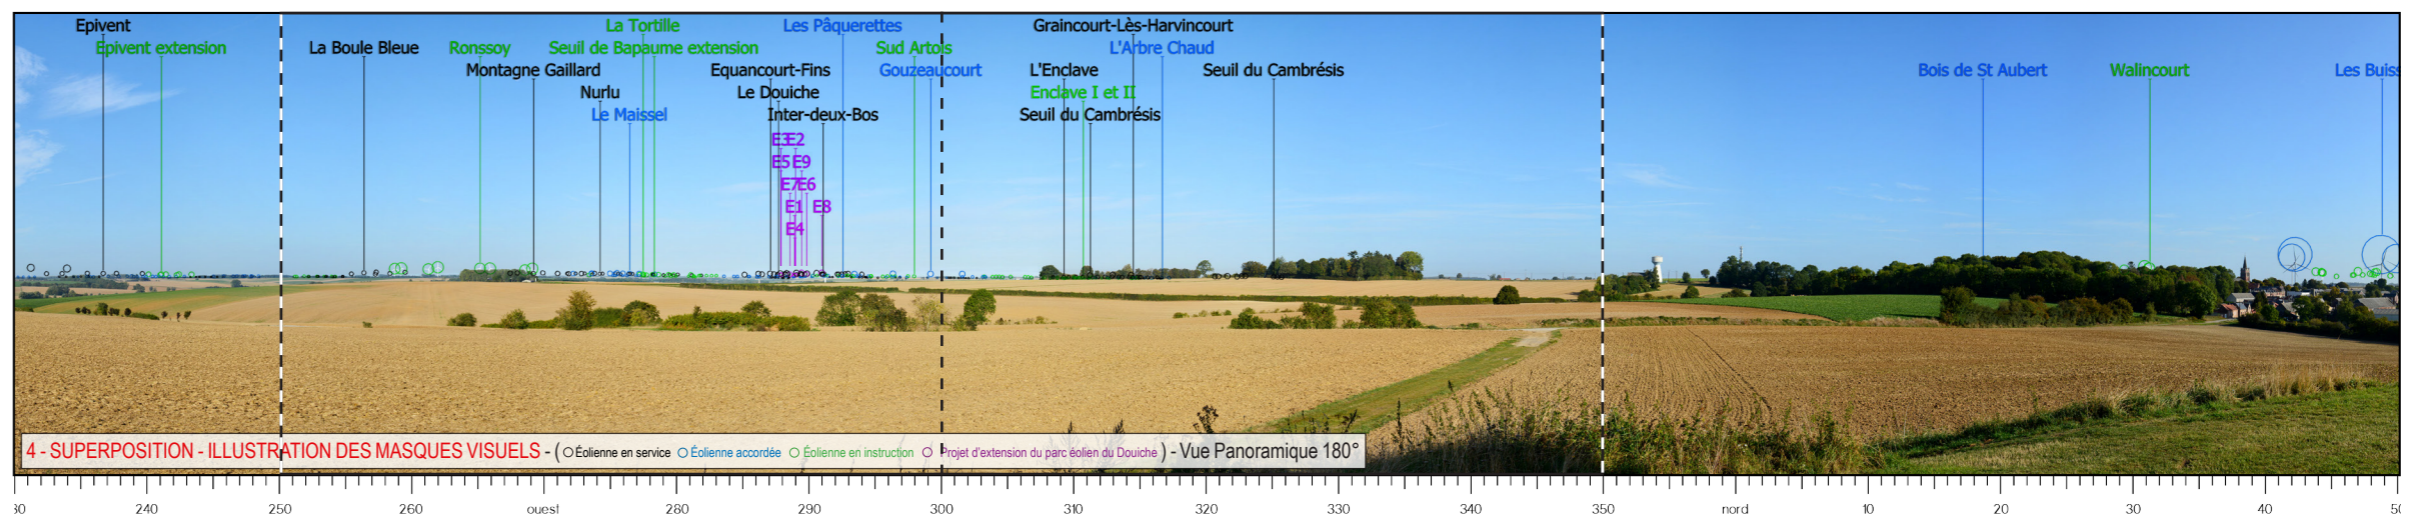 Epivent La Tortille Les Pâquerettes Graincourt-Lès-Harvincourt
Epivent extension La Boule Bleue Ronssoy Seuil de Bapaume extension Sud Artois L'Arbre Chaud
Montagne Gaillard Equancourt-Fins Gouzeaucourt L'Enclave Seuil du Cambrésis Bois de St Aubert Walincourt Les Buiss
Nurlu Le Douiche Enclave I et II
Le Maissel Inter-deux-Bos Seuil du Cambrésis
E3 E2
E5 E9
E7 E6
E1 E8
E4
4 - SUPERPOSITION - ILLUSTRATION DES MASQUES VISUELS - ( Éolienne en service Éolienne accordée Éolienne en instruction Projet d'extension du parc éolien du Douiche ) - Vue Panoramique 180°
240 250 260 ouest 280 290 300 310 320 330 340 350 nord 10 20 30 40